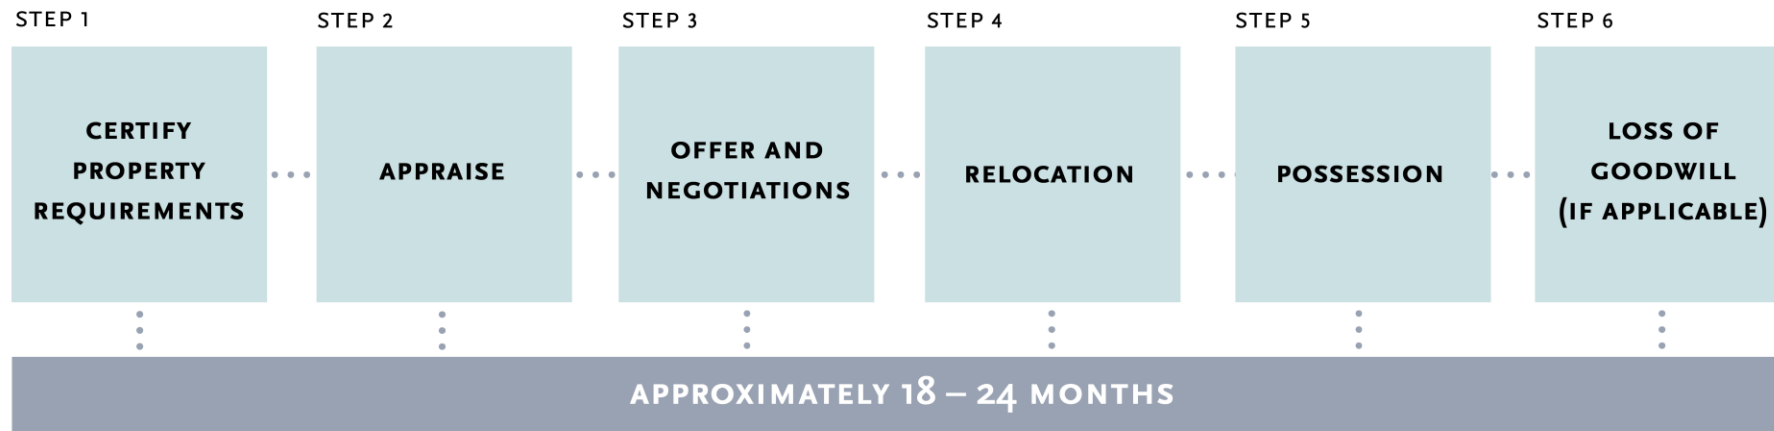 STEP 1
STEP 2
STEP 3
STEP 4
STEP 5
STEP 6
CERTIFY
PROPERTY
REQUIREMENTS
APPRAISE
OFFER AND
NEGOTIATIONS
RELOCATION
POSSESSION
LOSS OF
GOODWILL
(IF APPLICABLE)
APPROXIMATELY 18 – 24 MONTHS